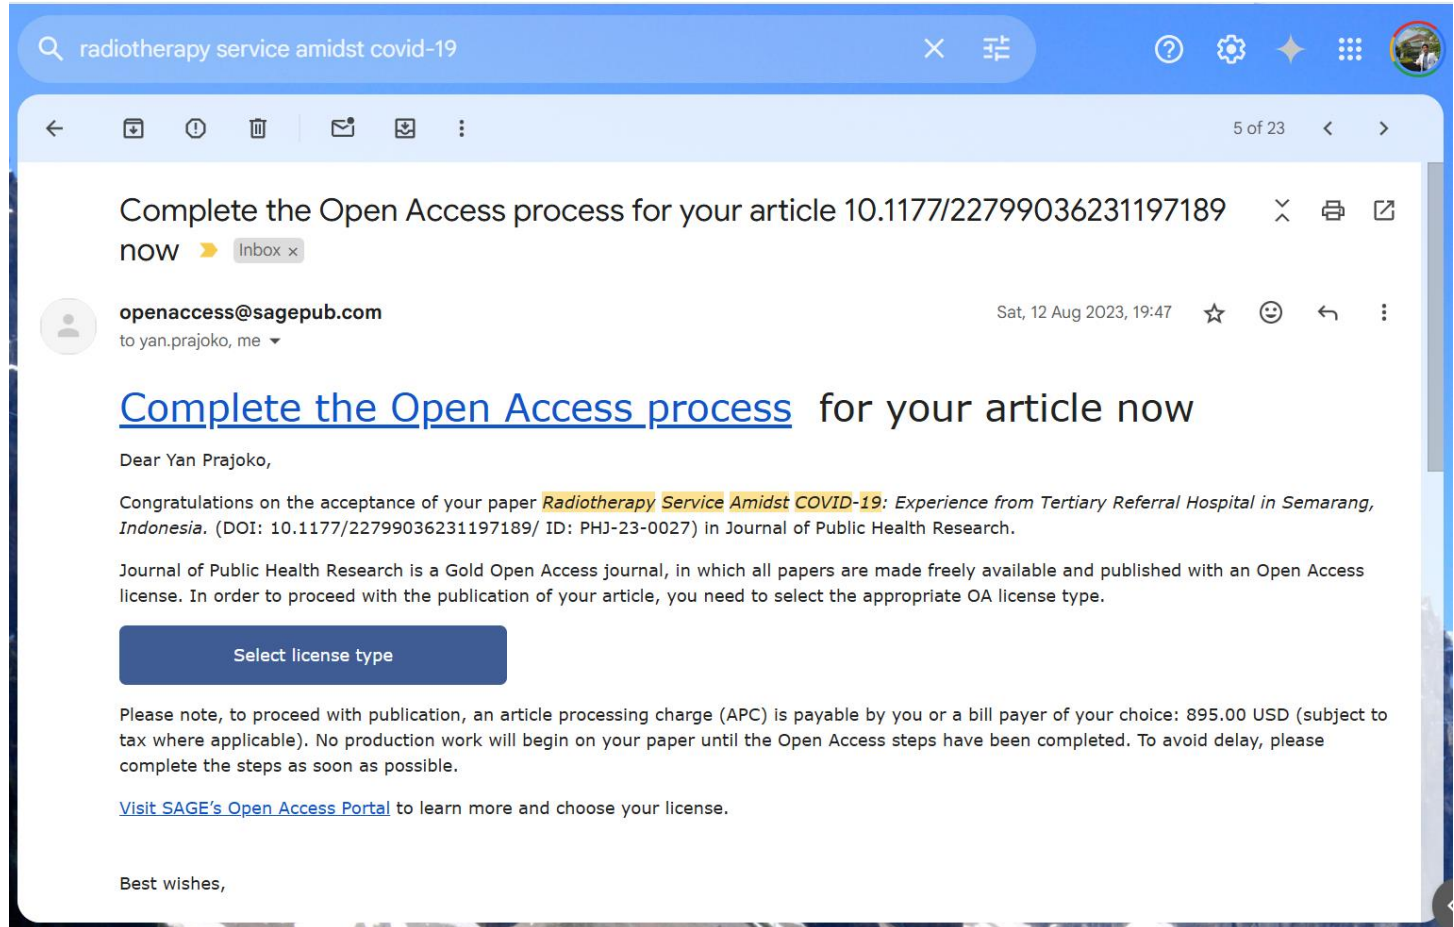 radiotherapy service amidst covid-19
5 of 23
Complete the Open Access process for your article 10.1177/22799036231197189
now Inbox ×
openaccess@sagepub.com Sat, 12 Aug 2023, 19:47
to yan.prajoko, me
Complete the Open Access process for your article now
Dear Yan Prajoko,
Congratulations on the acceptance of your paper Radiotherapy Service Amidst COVID-19: Experience from Tertiary Referral Hospital in Semarang,
Indonesia. (DOI: 10.1177/22799036231197189/ ID: PHJ-23-0027) in Journal of Public Health Research.
Journal of Public Health Research is a Gold Open Access journal, in which all papers are made freely available and published with an Open Access
license. In order to proceed with the publication of your article, you need to select the appropriate OA license type.
Select license type
Please note, to proceed with publication, an article processing charge (APC) is payable by you or a bill payer of your choice: 895.00 USD (subject to
tax where applicable). No production work will begin on your paper until the Open Access steps have been completed. To avoid delay, please
complete the steps as soon as possible.
Visit SAGE's Open Access Portal to learn more and choose your license.
Best wishes,